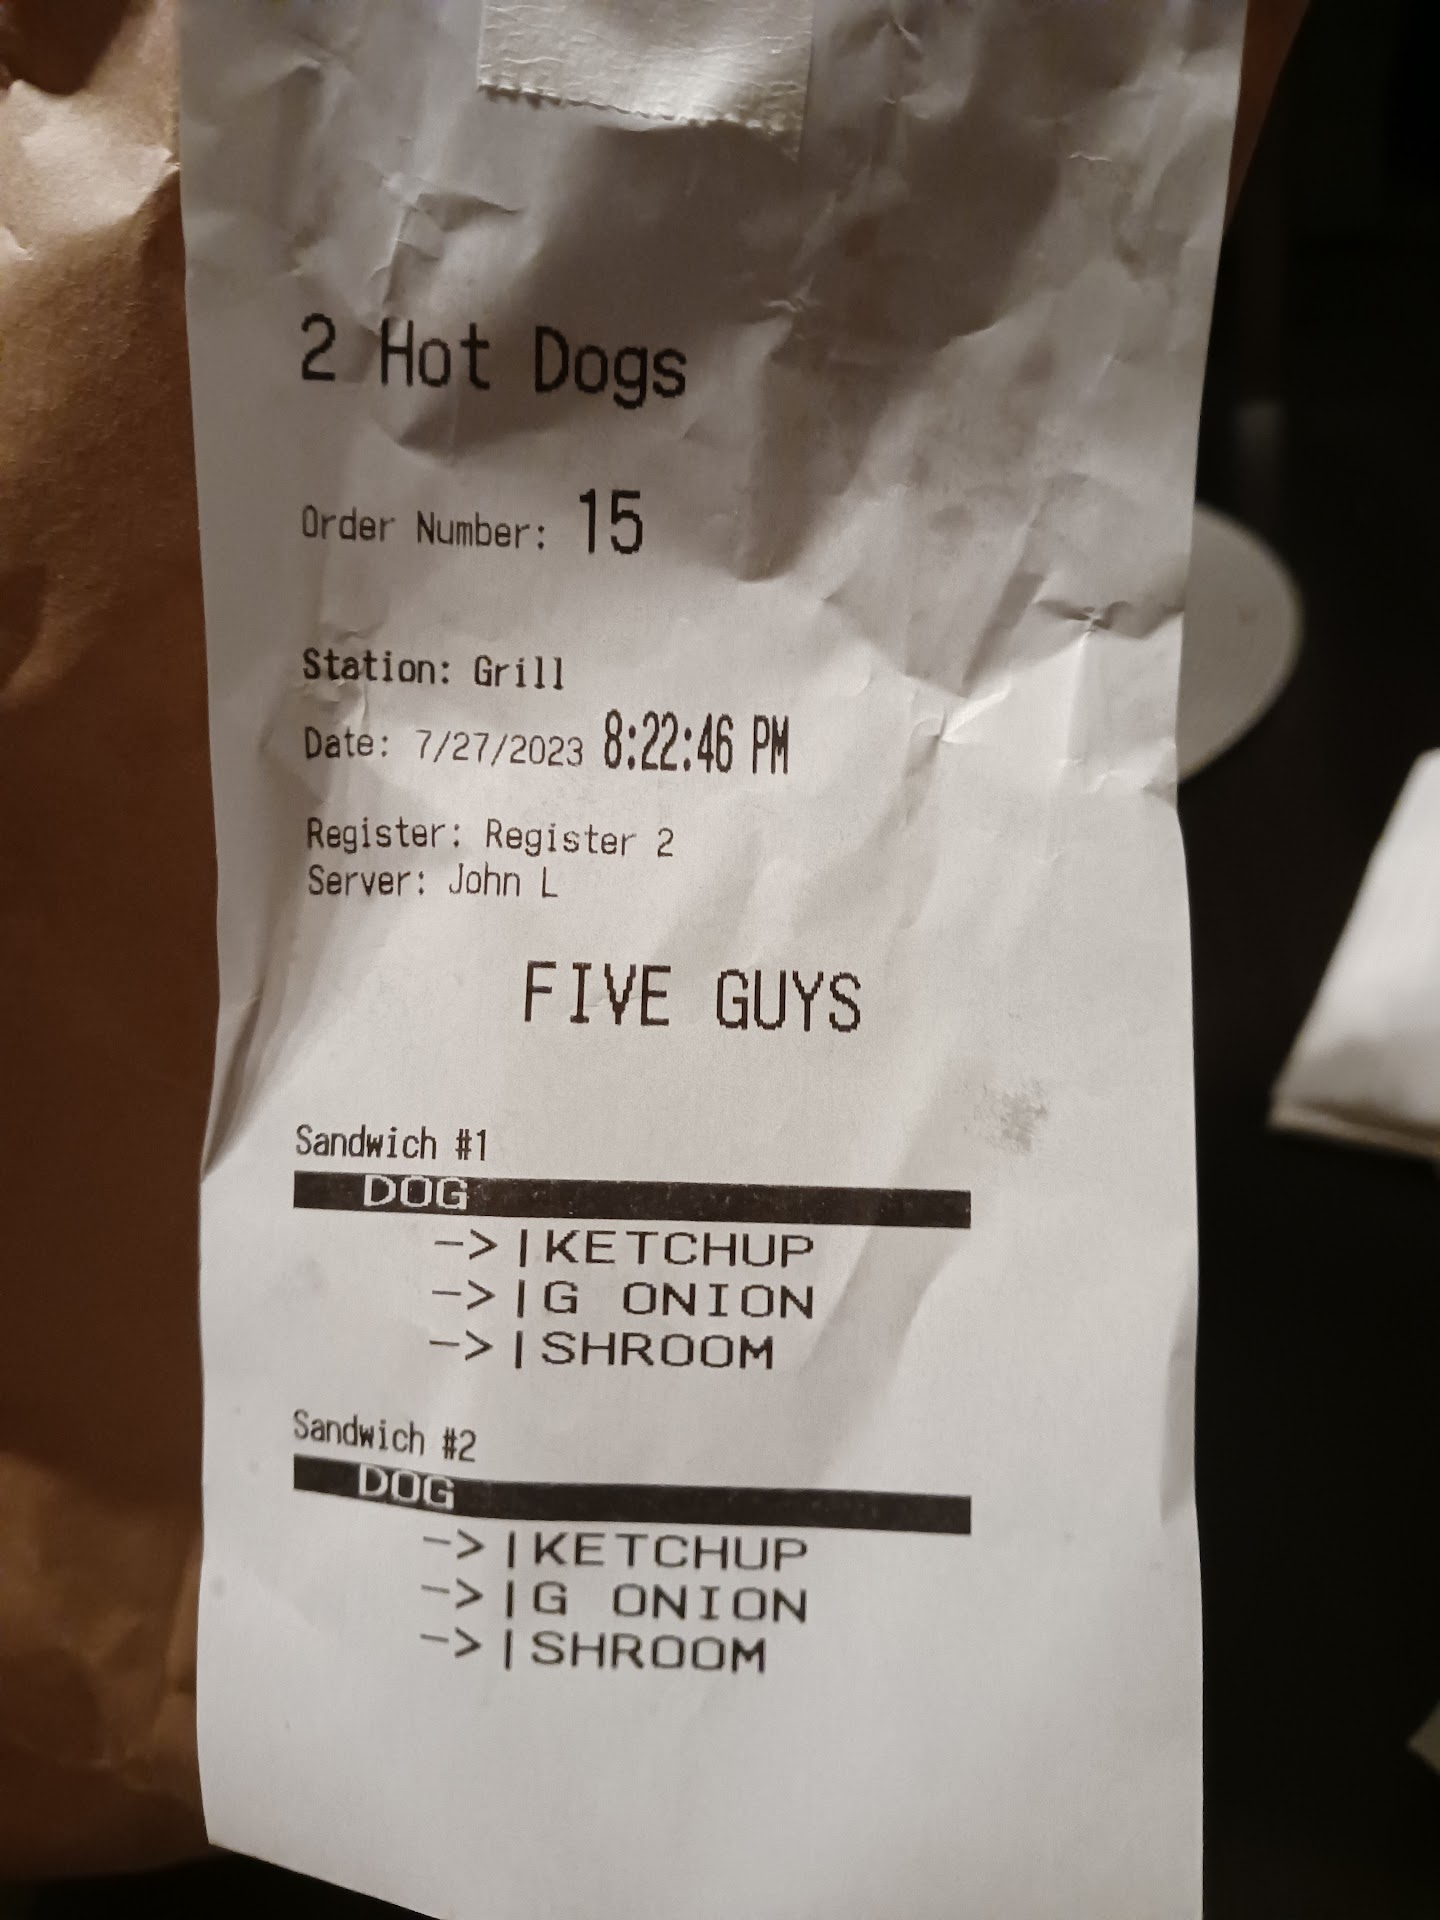 2 Hot Dogs
Order Number: 15
Station: Grill
Date: 7/27/2023 8:22:46 PM
Register: Register 2
Server: John L
FIVE GUYS
Sandwich #1
DOG
->|KETCHUP
->|G ONION
->|SHROOM
Sandwich #2
DOG
->|KETCHUP
->|G ONION
->|SHROOM